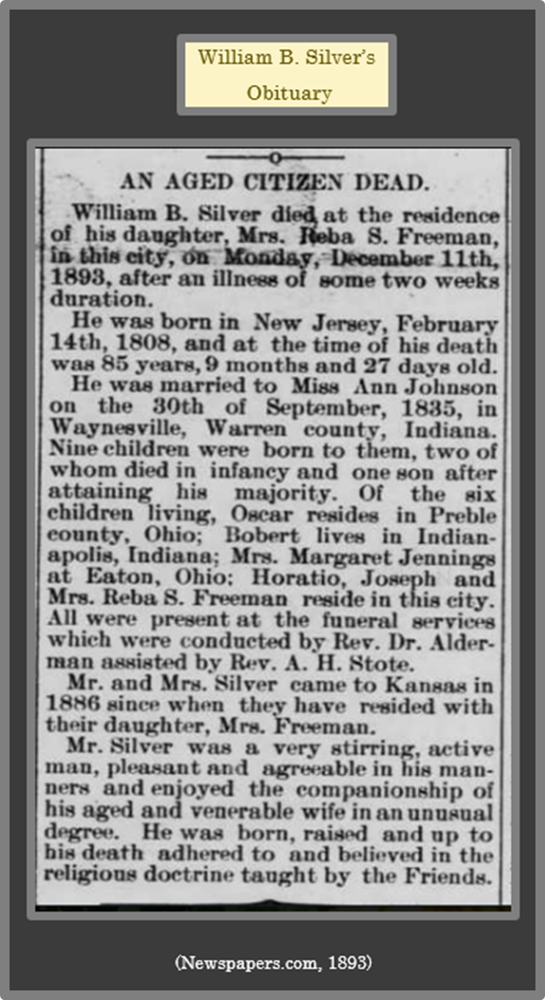 William B. Silver's
Obituary
AN AGED CITIZEN DEAD.
William B. Silver died at the residence
of his daughter, Mrs. Reba S. Freeman,
in this city, on Monday, December 11th,
1893, after an illness of some two weeks
duration.
He was born in New Jersey, February
14th, 1808, and at the time of his death
was 85 years, 9 months and 27 days old.
He was married to Miss Ann Johnson
on the 30th of September, 1835, in
Waynesville, Warren county, Indiana.
Nine children were born to them, two of
whom died in infancy and one son after
attaining his majority. Of the six
children living, Oscar resides in Preble
county, Ohio; Bobert lives in Indian-
apolis, Indiana; Mrs. Margaret Jennings
at Eaton, Ohio; Horatio, Joseph and
Mrs. Reba S. Freeman reside in this city.
All were present at the funeral services
which were conducted by Rev. Dr. Alder-
man assisted by Rev. A. H. Stote.
Mr. and Mrs. Silver came to Kansas in
1886 since when they have resided with
their daughter, Mrs. Freeman.
Mr. Silver was a very stirring, active
man, pleasant and agreeable in his man-
ners and enjoyed the companionship of
his aged and venerable wife in an unusual
degree. He was born, raised and up to
his death adhered to and believed in the
religious doctrine taught by the Friends.
(Newspapers.com, 1893)